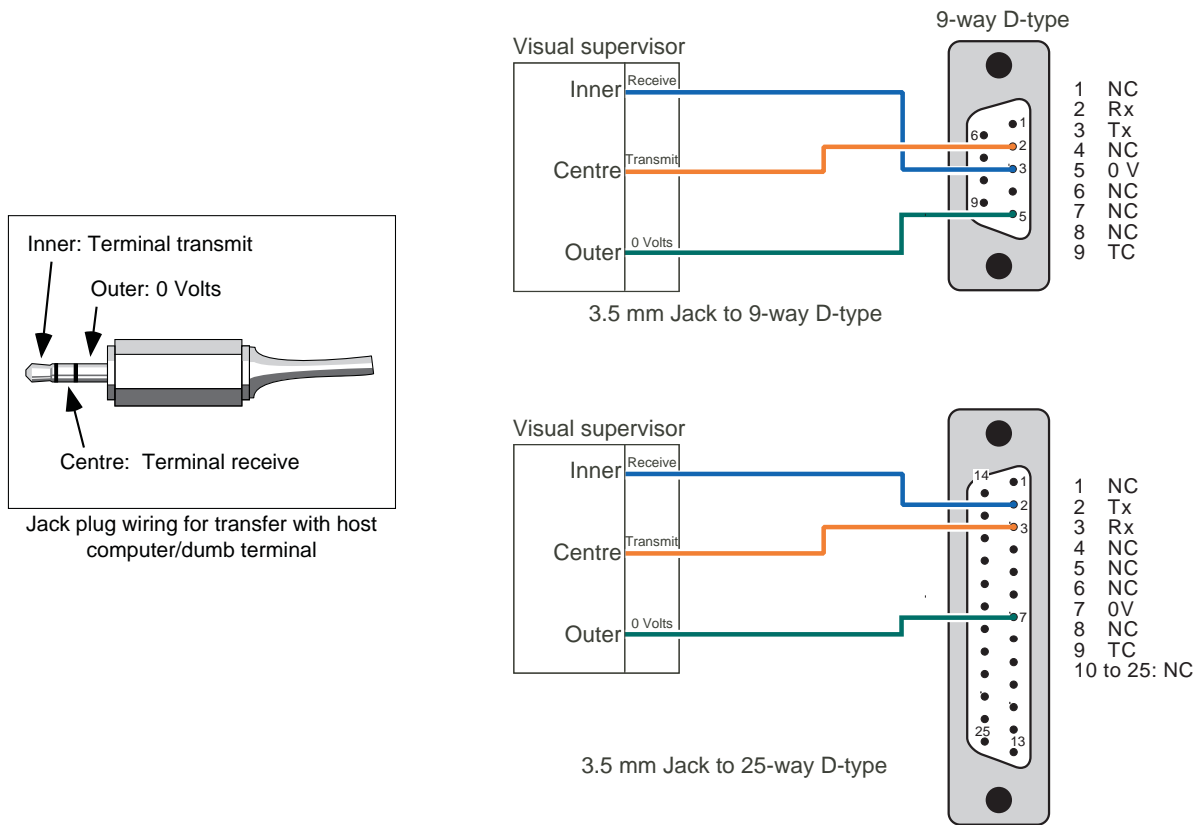 Inner: Terminal transmit
Outer: 0 Volts
Centre: Terminal receive
Jack plug wiring for transfer with host
computer/dumb terminal
9-way D-type
Visual supervisor
Inner
Receive
Centre
Transmit
Outer
0 Volts
1
6
2
3
9
5
1 NC
2 Rx
3 Tx
4 NC
5 0 V
6 NC
7 NC
8 NC
9 TC
3.5 mm Jack to 9-way D-type
Visual supervisor
Inner
Receive
Centre
Transmit
Outer
0 Volts
14
1
2
3
7
25
13
1 NC
2 Tx
3 Rx
4 NC
5 NC
6 NC
7 0V
8 NC
9 TC
10 to 25: NC
3.5 mm Jack to 25-way D-type